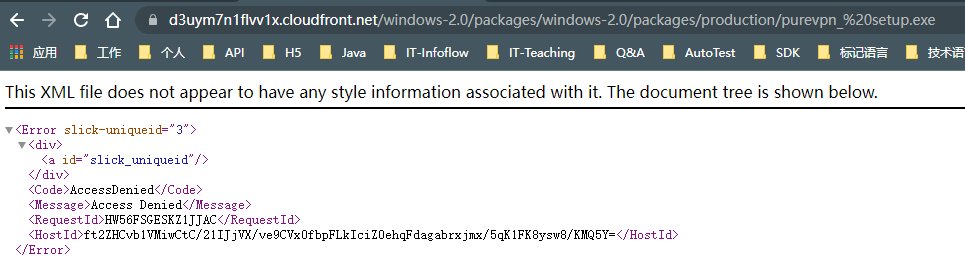 d3uym7n1flvv1x.cloudfront.net/windows-2.0/packages/windows-2.0/packages/production/purevpn_%20setup.exe
应用 工作 个人 API H5 Java IT-Infoflow IT-Teaching Q&A AutoTest SDK 标记语言 技术语
This XML file does not appear to have any style information associated with it. The document tree is shown below.
<Error slick-uniqueid="3">
<div>
<a id="slick_uniqueid"/>
</div>
<Code>AccessDenied</Code>
<Message>Access Denied</Message>
<RequestId>HW56FSGESKZ1JJAC</RequestId>
<HostId>ft2ZHCvb1VMiwCtC/21IJjVX/ve9CVx0fbpFLkIciZ0ehqFdagabrxjmx/5qK1FK8ysw8/KMQ5Y=</HostId>
</Error>